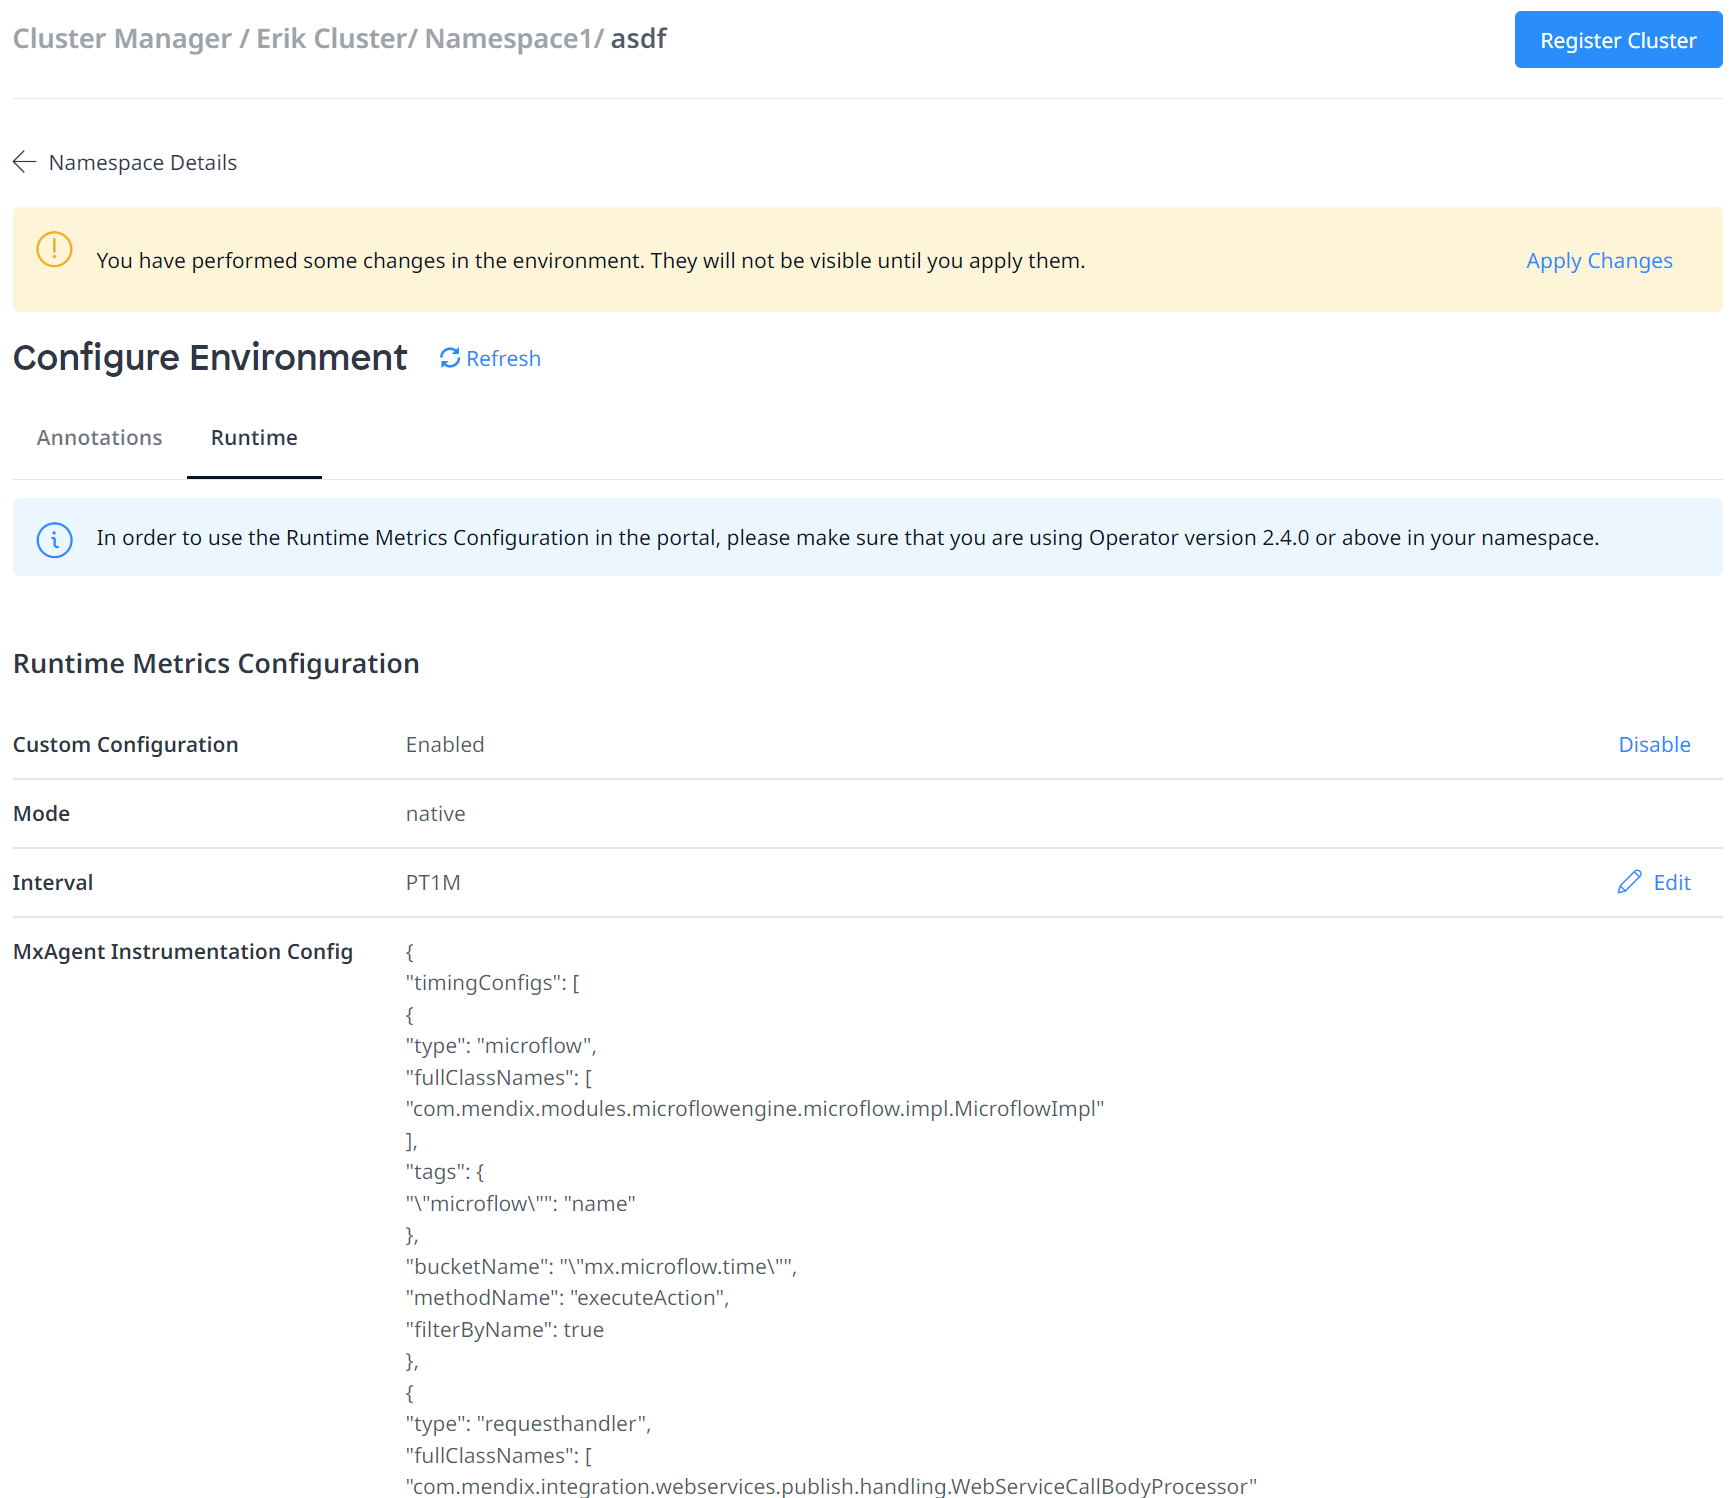 Cluster Manager / Erik Cluster/ Namespace1/ asdf
Register Cluster
Namespace Details
You have performed some changes in the environment. They will not be visible until you apply them.
Apply Changes
Configure Environment
Refresh
Annotations
Runtime
In order to use the Runtime Metrics Configuration in the portal, please make sure that you are using Operator version 2.4.0 or above in your namespace.
Runtime Metrics Configuration
Custom Configuration
Enabled
Disable
Mode
native
Interval
PT1M
Edit
MxAgent Instrumentation Config
{
"timingConfigs": [
{
"type": "microflow",
"fullClassNames": [
"com.mendix.modules.microflowengine.microflow.impl.MicroflowImpl"
],
"tags": {
"\"microflow\"": "name"
},
"bucketName": "\"mx.microflow.time\"",
"methodName": "executeAction",
"filterByName": true
},
{
"type": "requesthandler",
"fullClassNames": [
"com.mendix.integration.webservices.publish.handling.WebServiceCallBodyProcessor"